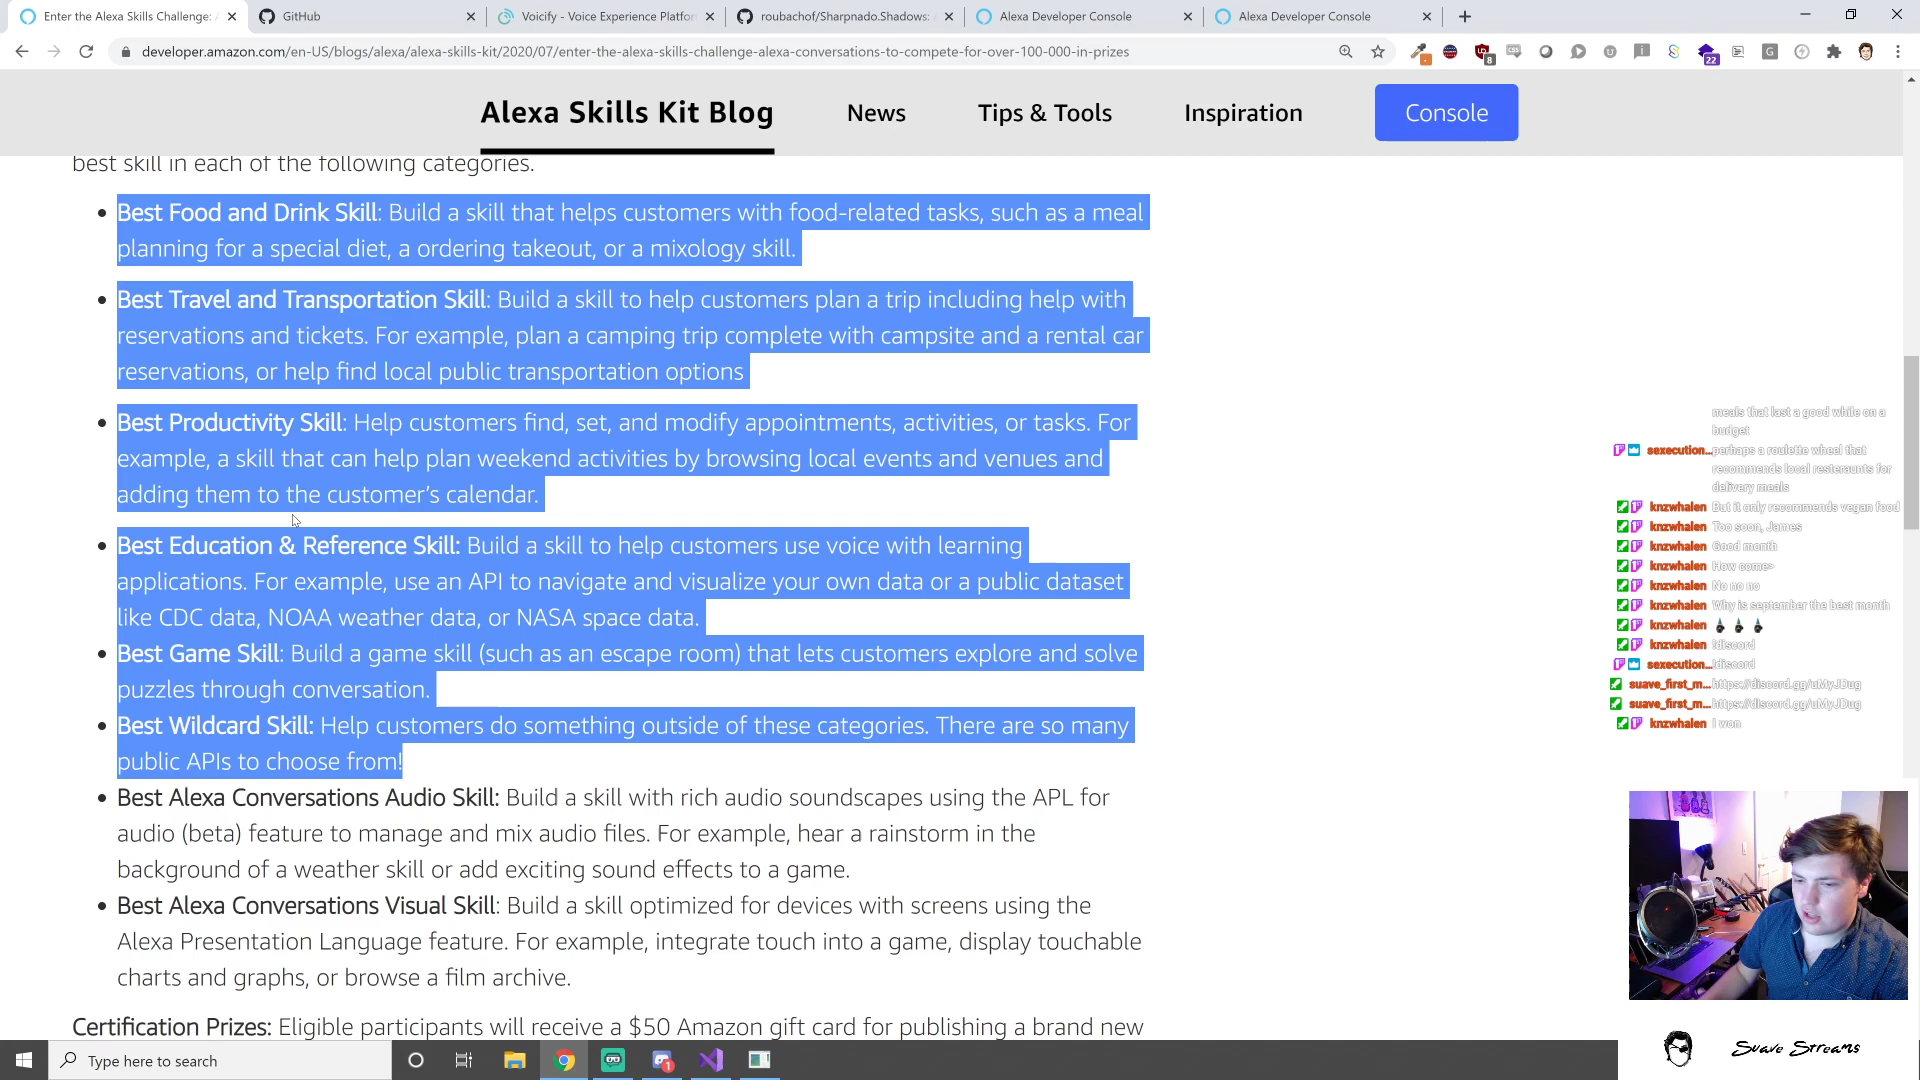 Enter the Alexa Skills Challenge:
GitHub
Voicify - Voice Experience Platfor
roubachof/Sharpnado.Shadows:
Alexa Developer Console
Alexa Developer Console
developer.amazon.com/en-US/blogs/alexa/alexa-skills-kit/2020/07/enter-the-alexa-skills-challenge-alexa-conversations-to-compete-for-over-100-000-in-prizes
8
22
Alexa Skills Kit Blog
News
Tips & Tools
Inspiration
Console
best skill in each of the following categories.
Best Food and Drink Skill: Build a skill that helps customers with food-related tasks, such as a meal
planning for a special diet, a ordering takeout, or a mixology skill.
Best Travel and Transportation Skill: Build a skill to help customers plan a trip including help with
reservations and tickets. For example, plan a camping trip complete with campsite and a rental car
reservations, or help find local public transportation options
Best Productivity Skill: Help customers find, set, and modify appointments, activities, or tasks. For
example, a skill that can help plan weekend activities by browsing local events and venues and
adding them to the customer’s calendar.
Best Education & Reference Skill: Build a skill to help customers use voice with learning
applications. For example, use an API to navigate and visualize your own data or a public dataset
like CDC data, NOAA weather data, or NASA space data.
Best Game Skill: Build a game skill (such as an escape room) that lets customers explore and solve
puzzles through conversation.
Best Wildcard Skill: Help customers do something outside of these categories. There are so many
public APIs to choose from!
Best Alexa Conversations Audio Skill: Build a skill with rich audio soundscapes using the APL for
audio (beta) feature to manage and mix audio files. For example, hear a rainstorm in the
background of a weather skill or add exciting sound effects to a game.
Best Alexa Conversations Visual Skill: Build a skill optimized for devices with screens using the
Alexa Presentation Language feature. For example, integrate touch into a game, display touchable
charts and graphs, or browse a film archive.
Certification Prizes: Eligible participants will receive a $50 Amazon gift card for publishing a brand new
meals that last a good while on a
budget
sexecution... perhaps a roulette wheel that
recommends local resteraunts for
delivery meals
knzwhalen But it only recommends vegan food
knzwhalen Too soon, James
knzwhalen Good month
knzwhalen How come>
knzwhalen No no no
knzwhalen Why is september the best month
knzwhalen
knzwhalen !discord
sexecution... !discord
suave_first_m... https://discord.gg/uMyJDug
suave_first_m... https://discord.gg/uMyJDug
knzwhalen I won
Suave Streams
Type here to search
1